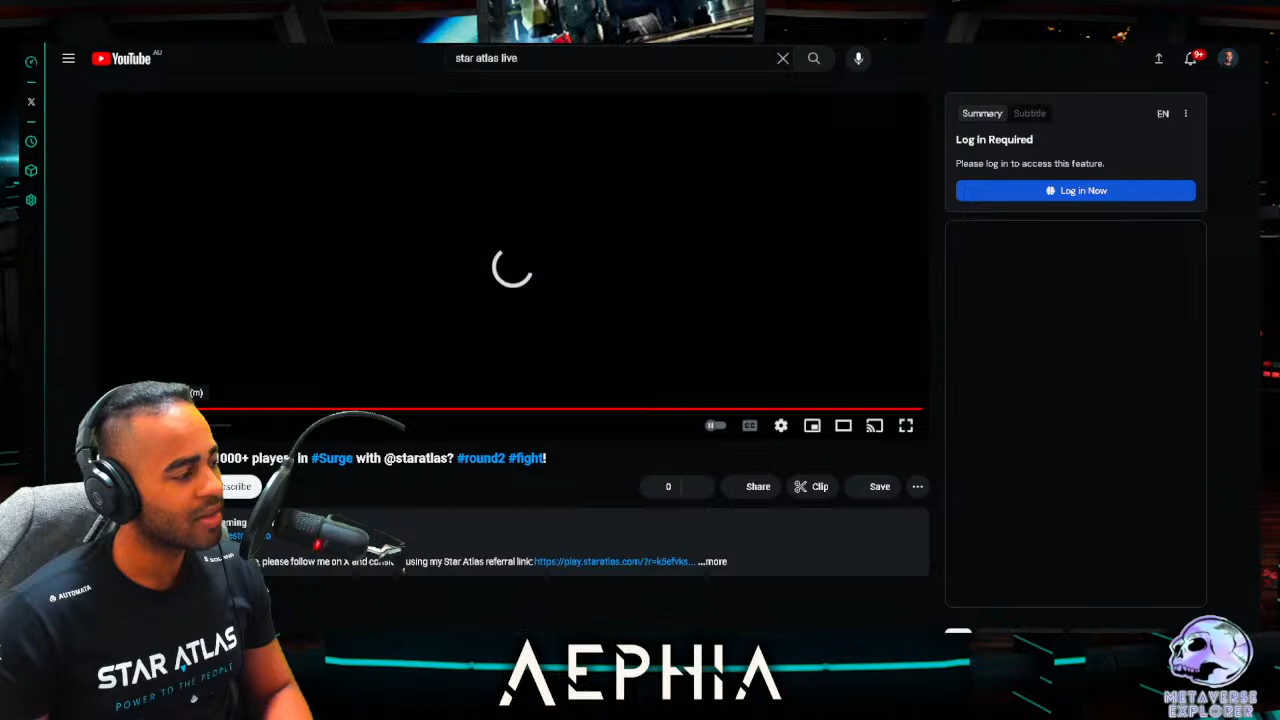 YouTube AU
star atlas live
9+
Summary Subtitle EN
Log in Required
Please log in to access this feature.
Log in Now
(m)
CC
000+ in #Surge with @staratlas? #round2 #fight!
0 Share Clip Save
please follow me on X and using my Star Atlas referral link: https://play.staratlas.com/?r=k5efvks... ...more
AUTOMATA
STAR ATLAS
POWER TO THE PEOPLE
AEPHIA
METAVERSE
EXPLORER